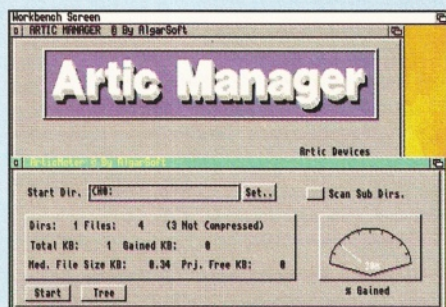 Workbench Screen
ARTIC MANAGER © By AlgarSoft
Artic Manager
Artic Devices
ArticMeter © By AlgarSoft
Start Dir. CH0: Set.. Scan Sub Dirs.
Dirs: 1 Files: 4 (3 Not Compressed)
Total KB: 1 Gained KB: 0
Med. File Size KB: 0.34 Prj. Free KB: 0
% Gained
Start Tree